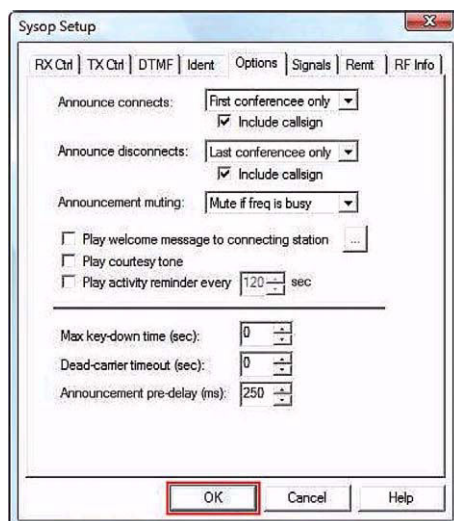 Sysop Setup
RX Ctrl TX Ctrl DTMF Ident Options Signals Remt RF Info
Announce connects: First conferencee only
Include callsign
Announce disconnects: Last conferencee only
Include callsign
Announcement muting: Mute if freq is busy
Play welcome message to connecting station ...
Play courtesy tone
Play activity reminder every 120 sec
Max key-down time (sec): 0
Dead-carrier timeout (sec): 0
Announcement pre-delay (ms): 250
OK Cancel Help